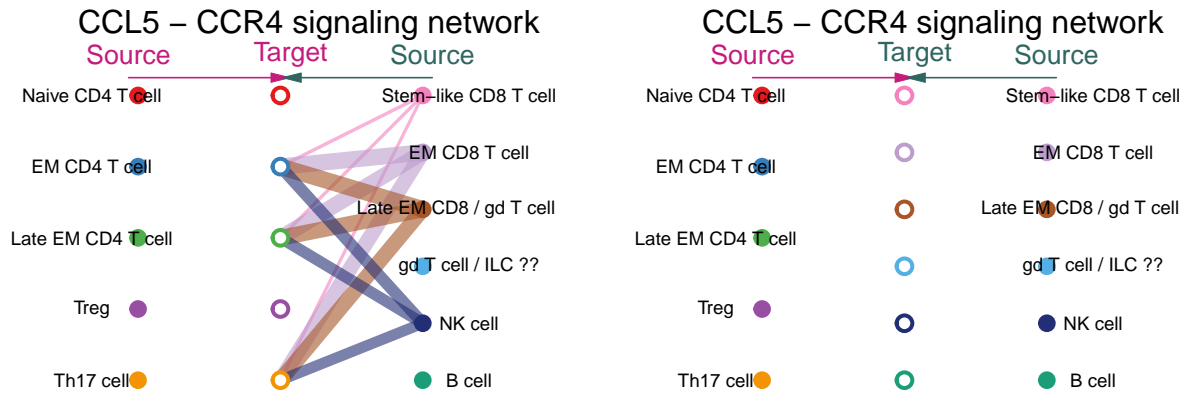 CCL5 – CCR4 signaling network
Source Target Source
Naive CD4 T cell
EM CD4 T cell
Late EM CD4 T cell
Treg
Th17 cell
Stem–like CD8 T cell
EM CD8 T cell
Late EM CD8 / gd T cell
gd T cell / ILC ??
NK cell
B cell
CCL5 – CCR4 signaling network
Source Target Source
Naive CD4 T cell
EM CD4 T cell
Late EM CD4 T cell
Treg
Th17 cell
Stem–like CD8 T cell
EM CD8 T cell
Late EM CD8 / gd T cell
gd T cell / ILC ??
NK cell
B cell